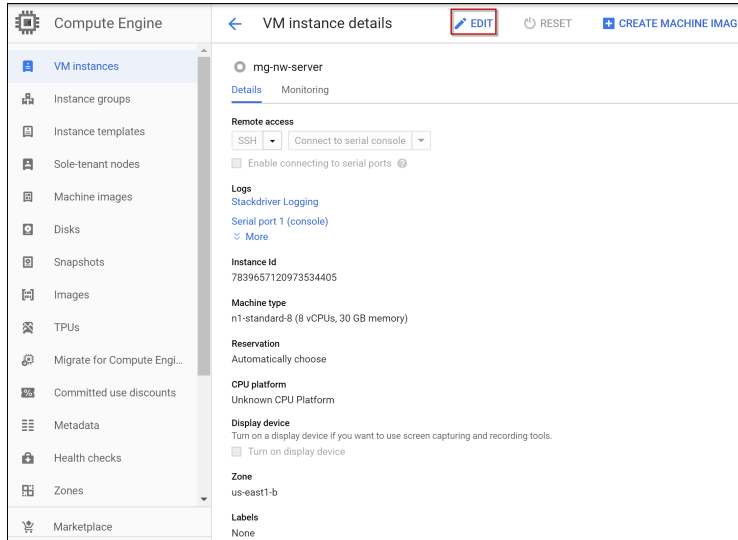 Compute Engine
VM instance details
EDIT
RESET
CREATE MACHINE IMAG
VM instances
Instance groups
Instance templates
Sole-tenant nodes
Machine images
Disks
Snapshots
Images
TPUs
Migrate for Compute Engi...
Committed use discounts
Metadata
Health checks
Zones
Marketplace
mg-nw-server
Details
Monitoring
Remote access
SSH
Connect to serial console
Enable connecting to serial ports
Logs
Stackdriver Logging
Serial port 1 (console)
More
Instance Id
7839657120973534405
Machine type
n1-standard-8 (8 vCPUs, 30 GB memory)
Reservation
Automatically choose
CPU platform
Unknown CPU Platform
Display device
Turn on a display device if you want to use screen capturing and recording tools.
Turn on display device
Zone
us-east1-b
Labels
None